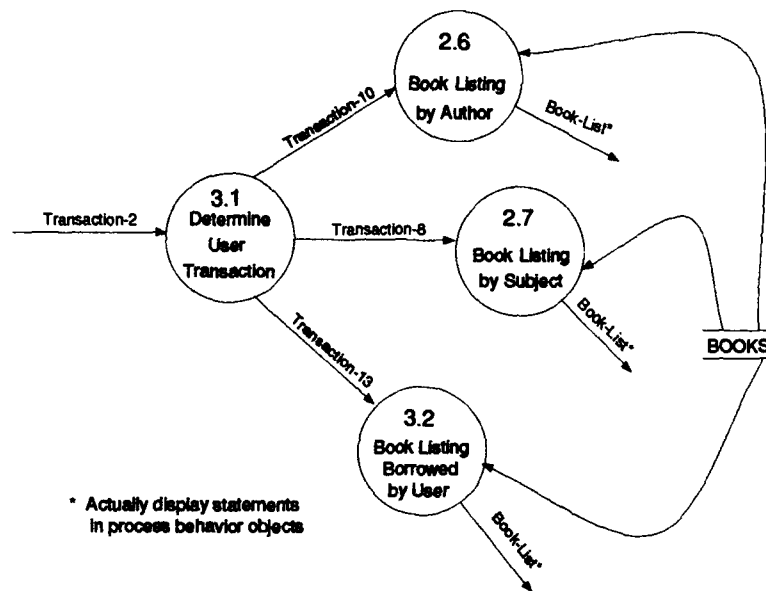 2.6
Book Listing
by Author
Transaction-10
Book-List*
3.1
Determine
User
Transaction
Transaction-2
Transaction-8
2.7
Book Listing
by Subject
Book-List*
BOOKS
Transaction-13
3.2
Book Listing
Borrowed
by User
Book-List*
* Actually display statements
in process behavior objects